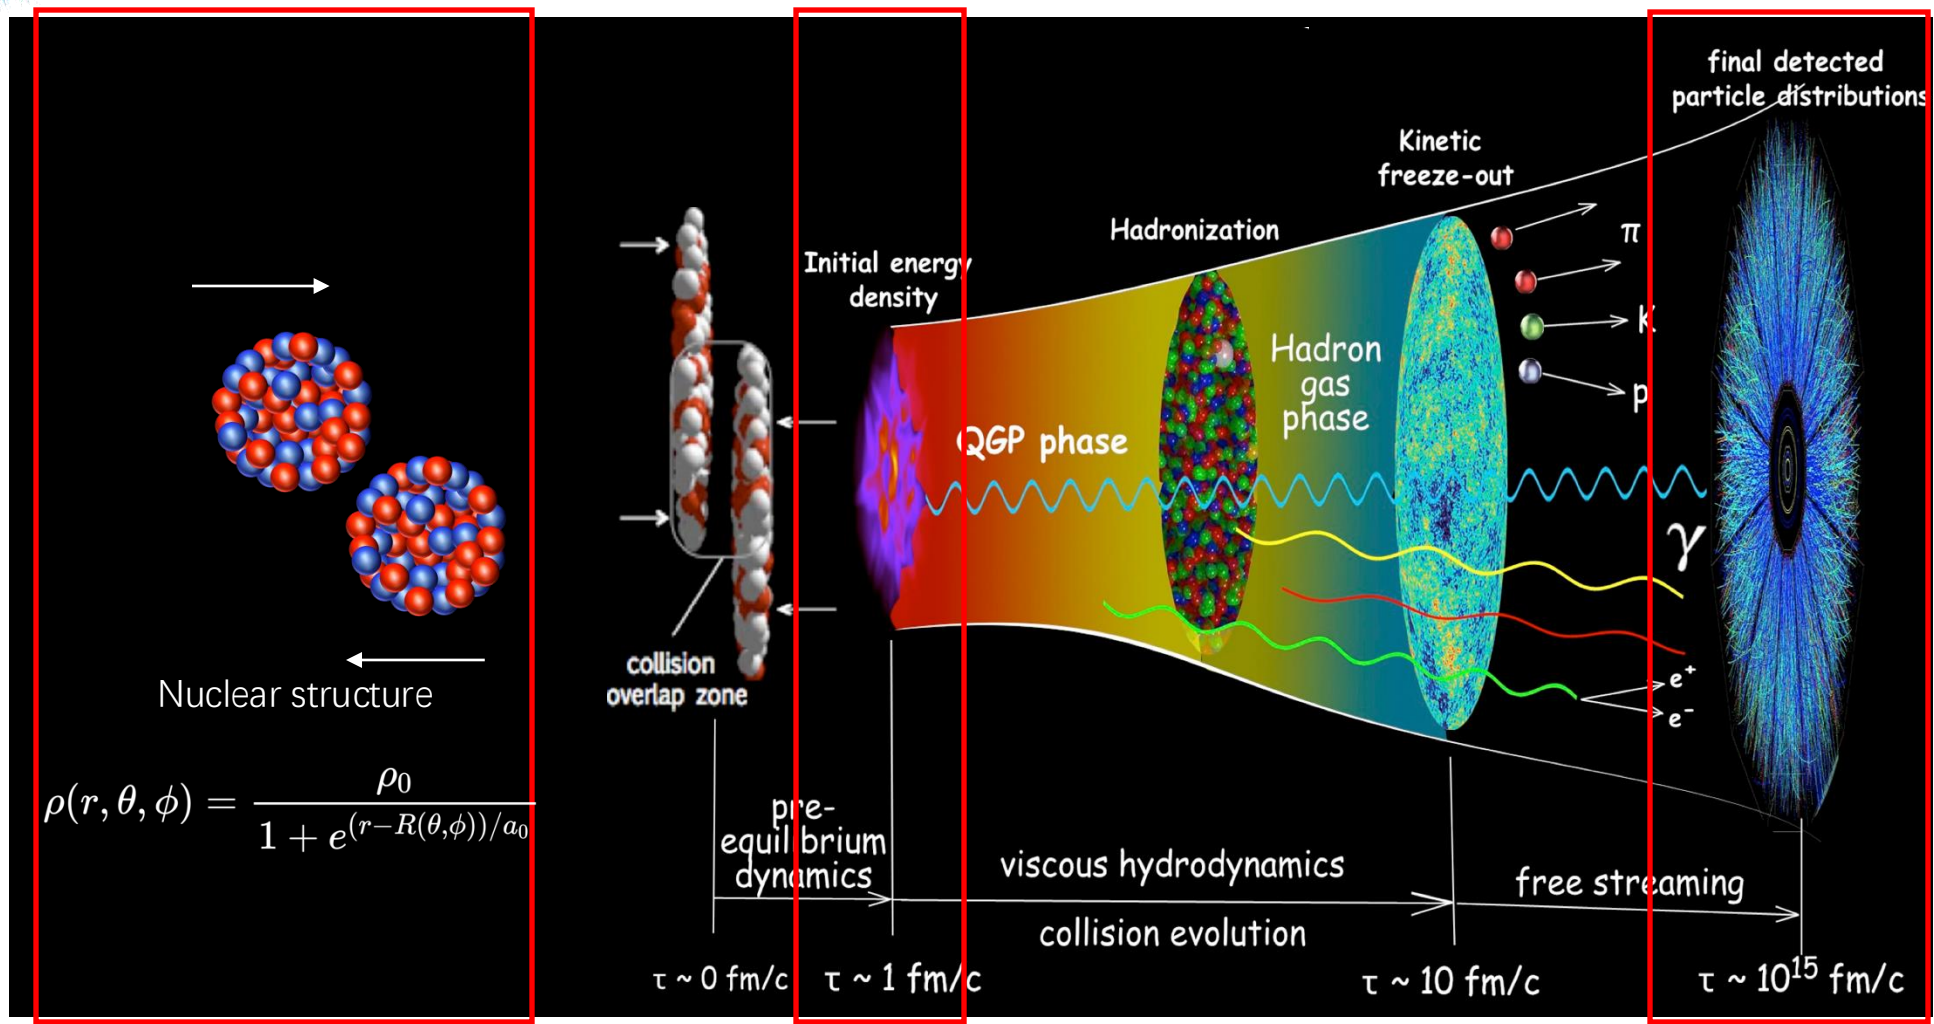 Nuclear structure
ρ(r, θ, ϕ) = ρ₀ / (1 + e^{(r−R(θ,ϕ))/a₀})
collision
overlap zone
Initial energy
density
pre-
equilibrium
dynamics
QGP phase
Hadronization
Hadron
gas
phase
Kinetic
freeze-out
π
K
p
γ
e⁺
e⁻
final detected
particle distributions
viscous hydrodynamics
collision evolution
free streaming
τ ~ 0 fm/c
τ ~ 1 fm/c
τ ~ 10 fm/c
τ ~ 10¹⁵ fm/c